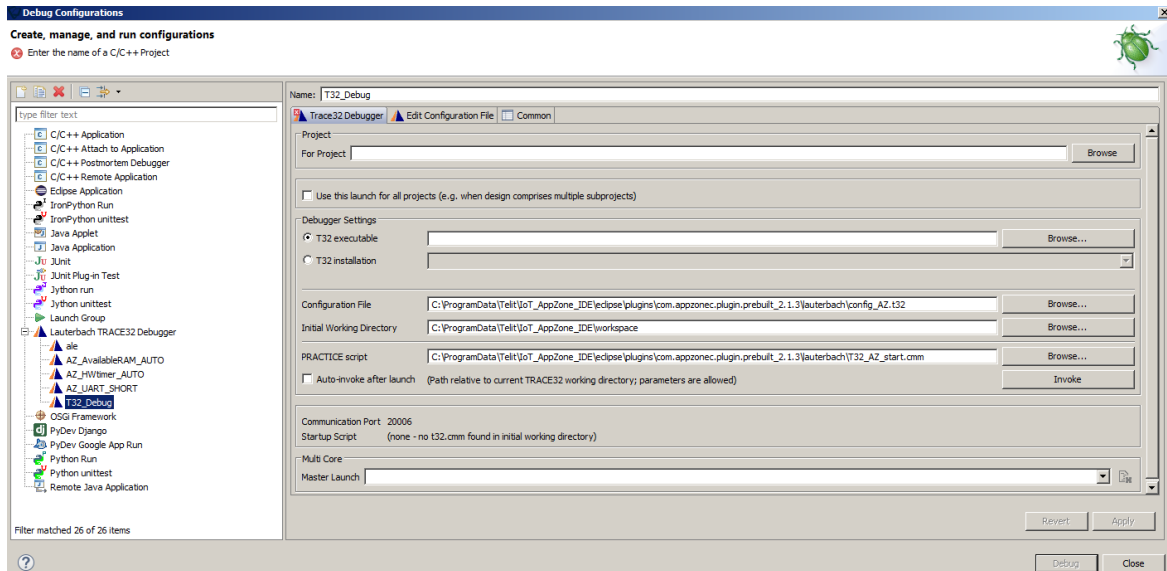 Debug Configurations
Create, manage, and run configurations
Enter the name of a C/C++ Project
type filter text
C/C++ Application
C/C++ Attach to Application
C/C++ Postmortem Debugger
C/C++ Remote Application
Eclipse Application
IronPython Run
IronPython unittest
Java Applet
Java Application
JUnit
JUnit Plug-in Test
Jython run
Jython unittest
Launch Group
Lauterbach TRACE32 Debugger
ale
AZ_AvailableRAM_AUTO
AZ_HWtimer_AUTO
AZ_UART_SHORT
T32_Debug
OSGi Framework
PyDev Django
PyDev Google App Run
Python Run
Python unittest
Remote Java Application
Filter matched 26 of 26 items
Name: T32_Debug
Trace32 Debugger Edit Configuration File Common
Project
For Project Browse
Use this launch for all projects (e.g. when design comprises multiple subprojects)
Debugger Settings
T32 executable Browse...
T32 installation
Configuration File C:\ProgramData\Telit\IoT_AppZone_IDE\eclipse\plugins\com.appzonec.plugin.prebuilt_2.1.3\lauterbach\config_AZ.t32 Browse...
Initial Working Directory C:\ProgramData\Telit\IoT_AppZone_IDE\workspace Browse...
PRACTICE script C:\ProgramData\Telit\IoT_AppZone_IDE\eclipse\plugins\com.appzonec.plugin.prebuilt_2.1.3\lauterbach\T32_AZ_start.cmm Browse...
Auto-invoke after launch (Path relative to current TRACE32 working directory; parameters are allowed) Invoke
Communication Port 20006
Startup Script (none - no t32.cmm found in initial working directory)
Multi Core
Master Launch
Revert Apply
Debug Close